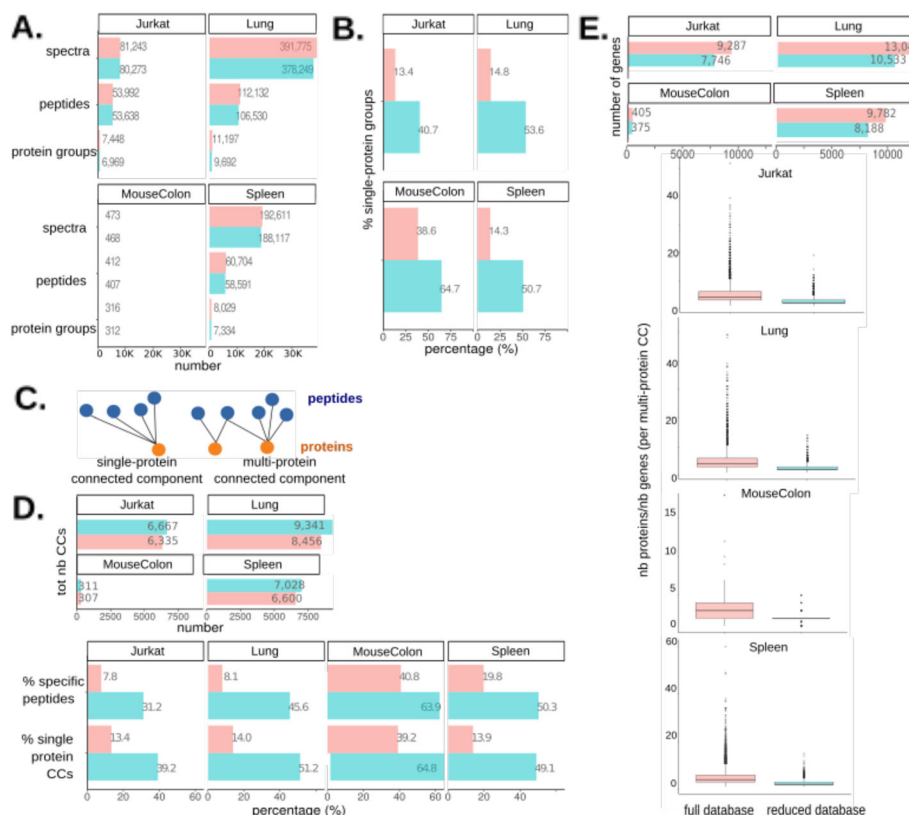 A.
Jurkat
Lung
spectra
81,243
391,775
80,273
378,249
peptides
53,992
112,132
53,638
106,530
protein groups
7,448
11,197
6,969
9,692
MouseColon
Spleen
spectra
473
192,611
468
188,117
peptides
412
60,704
407
58,591
protein groups
316
8,029
312
7,334
0 10K 20K 30K 0 10K 20K 30K
number
B.
Jurkat
Lung
% single-protein groups
13.4
14.8
40.7
53.6
MouseColon
Spleen
38.6
14.3
64.7
50.7
0 25 50 75 0 25 50 75
percentage (%)
C.
peptides
proteins
single-protein connected component
multi-protein connected component
D.
tot nb CCs
Jurkat
Lung
6,667
9,341
6,335
8,456
MouseColon
Spleen
311
7,028
307
6,600
0 2500 5000 7500 0 2500 5000 7500
number
Jurkat
Lung
MouseColon
Spleen
% specific peptides
7.8
8.1
40.8
19.8
31.2
45.6
63.9
50.3
% single protein CCs
13.4
14.0
39.2
13.9
39.2
51.2
64.8
49.1
0 20 40 60 0 20 40 60 0 20 40 60 0 20 40
percentage (%)
E.
number of genes
Jurkat
Lung
9,287
7,746
10,533
MouseColon
Spleen
405
9,782
375
8,188
0 5000 10000 0 5000 10000
nb proteins/nb genes (per multi-protein CC)
Jurkat
40
20
0
Lung
40
20
0
MouseColon
15
10
5
0
Spleen
60
40
20
0
full database
reduced database